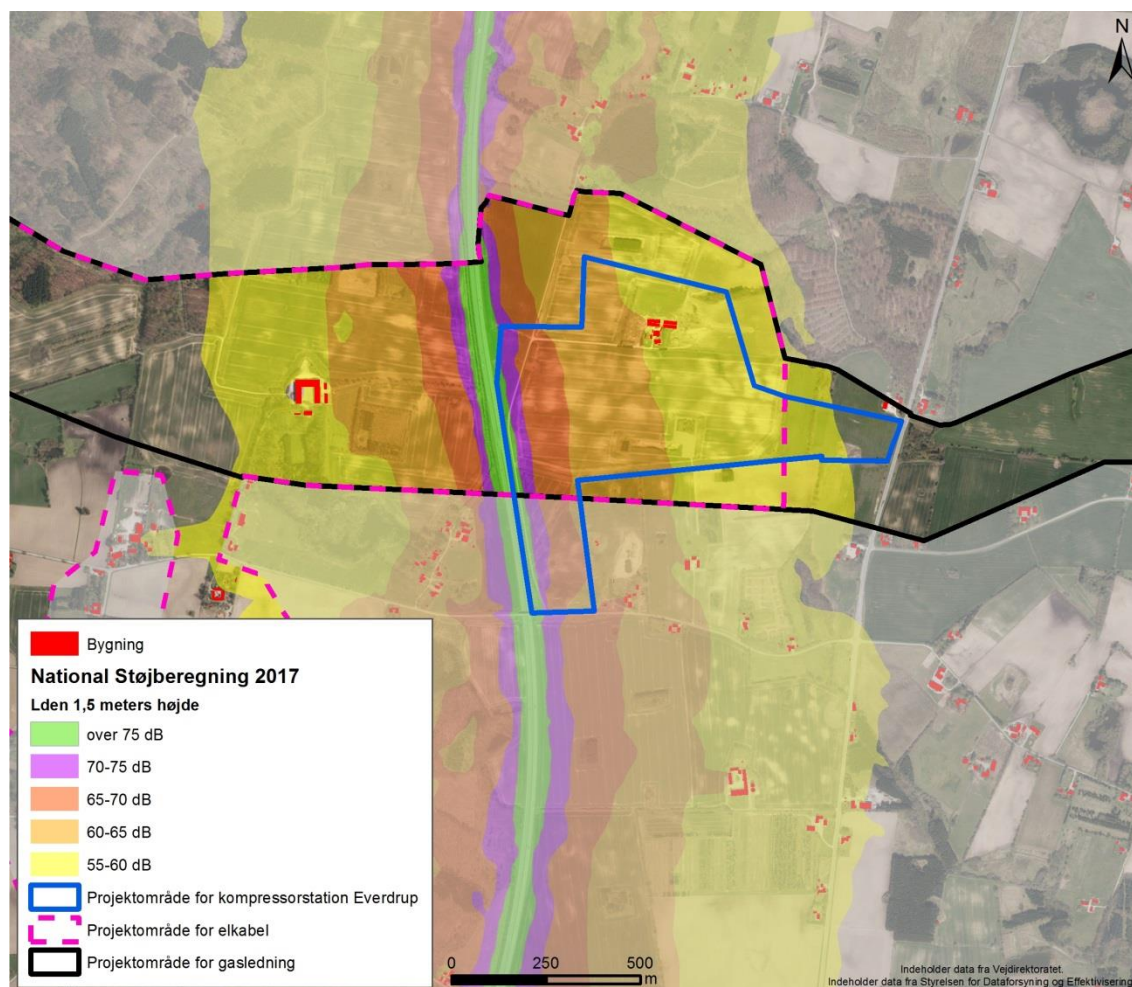 N
Bygning
National Støjberegning 2017
Lden 1,5 meters højde
over 75 dB
70-75 dB
65-70 dB
60-65 dB
55-60 dB
Projektområde for kompressorstation Everdrup
Projektområde for elkabel
Projektområde for gasledning
0 250 500
m
Indeholder data fra Vejdirektoratet.
Indeholder data fra Styrelsen for Dataforsyning og Effektivisering